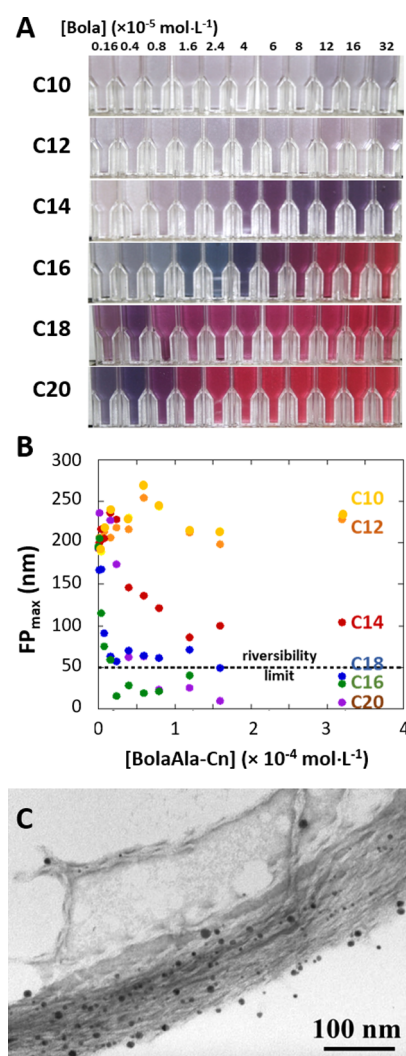 A
[Bola] (×10-5 mol·L-1)
0.16 0.4 0.8 1.6 2.4 4 6 8 12 16 32
C10
C12
C14
C16
C18
C20
B
300
250
200
150
100
50
0
FPmax (nm)
C10
C12
C14
riversibility
limit
C18
C16
C20
0 1 2 3 4
[BolaAla-Cn] (× 10-4 mol·L-1)
C
100 nm